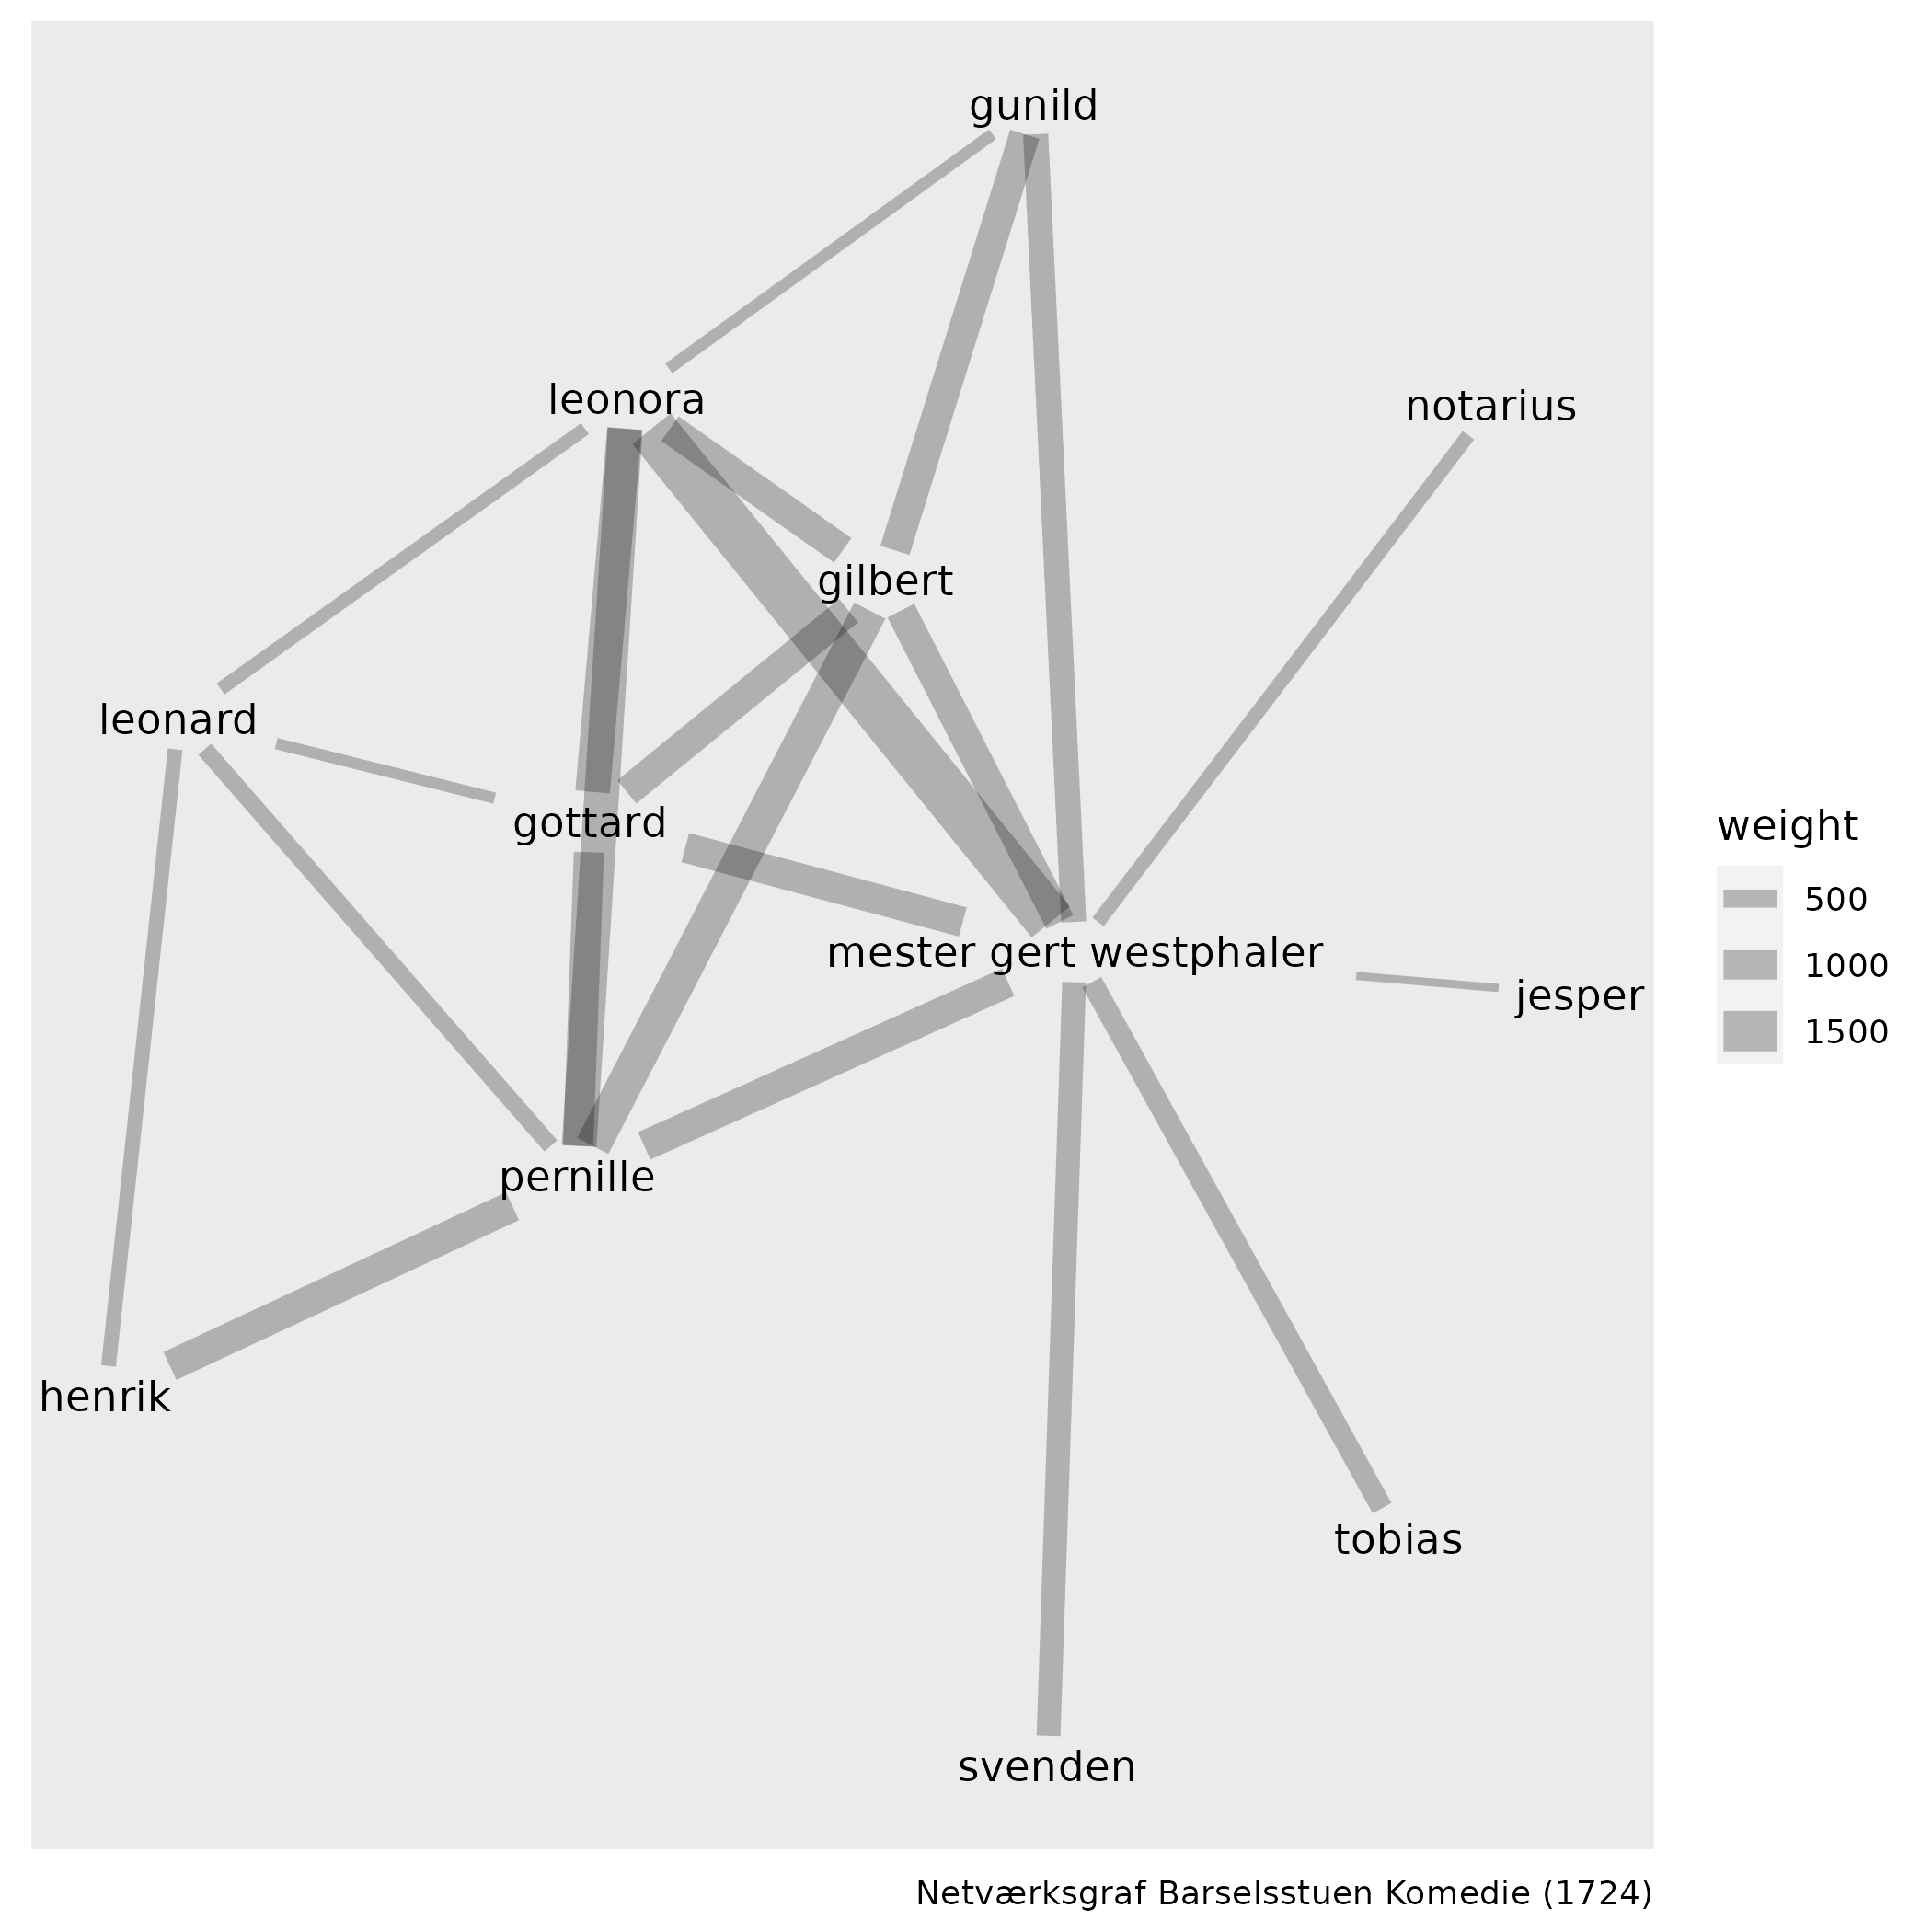 gunild
leonora
notarius
gilbert
leonard
gottard
mester gert westphaler
jesper
pernille
henrik
tobias
svenden
weight
500
1000
1500
Netværksgraf Barselsstuen Komedie (1724)